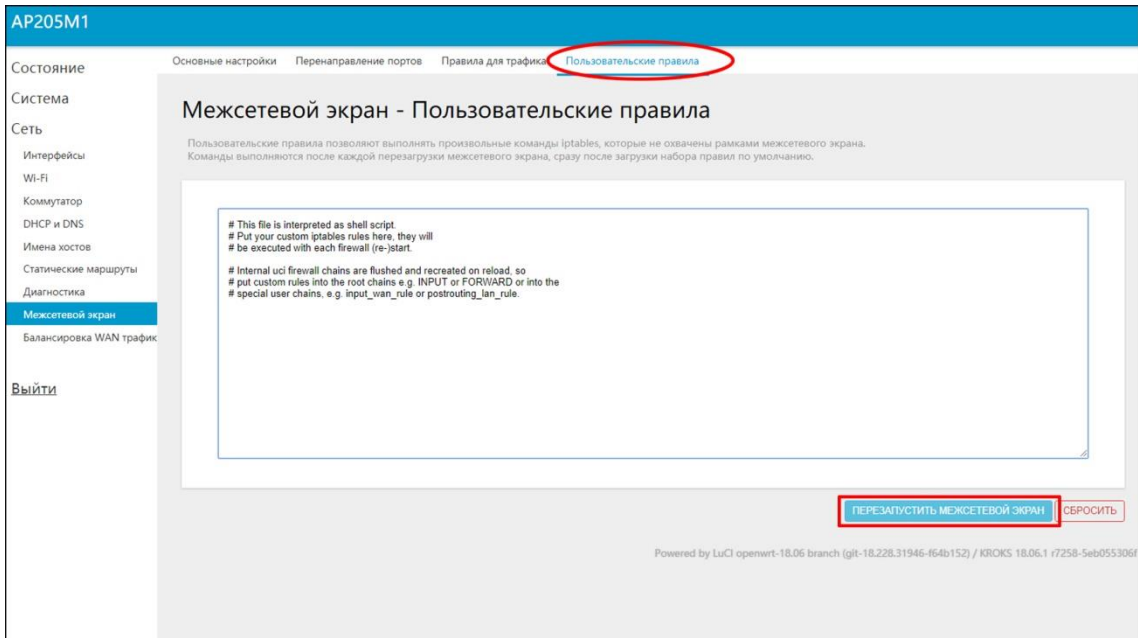 AP205M1
Состояние
Система
Сеть
Интерфейсы
Wi-Fi
Коммутатор
DHCP и DNS
Имена хостов
Статические маршруты
Диагностика
Межсетевой экран
Балансировка WAN трафик
Выйти
Основные настройки Перенаправление портов Правила для трафика Пользовательские правила
Межсетевой экран - Пользовательские правила
Пользовательские правила позволяют выполнять произвольные команды iptables, которые не охвачены рамками межсетевого экрана.
Команды выполняются после каждой перезагрузки межсетевого экрана, сразу после загрузки набора правил по умолчанию.
# This file is interpreted as shell script.
# Put your custom iptables rules here, they will
# be executed with each firewall (re-)start.
# Internal uci firewall chains are flushed and recreated on reload, so
# put custom rules into the root chains e.g. INPUT or FORWARD or into the
# special user chains, e.g. input_wan_rule or postrouting_lan_rule.
ПЕРЕЗАПУСТИТЬ МЕЖСЕТЕВОЙ ЭКРАН СБРОСИТЬ
Powered by LuCI openwrt-18.06 branch (git-18.228.31946-f64b152) / KROKS 18.06.1 r7258-5eb055306f